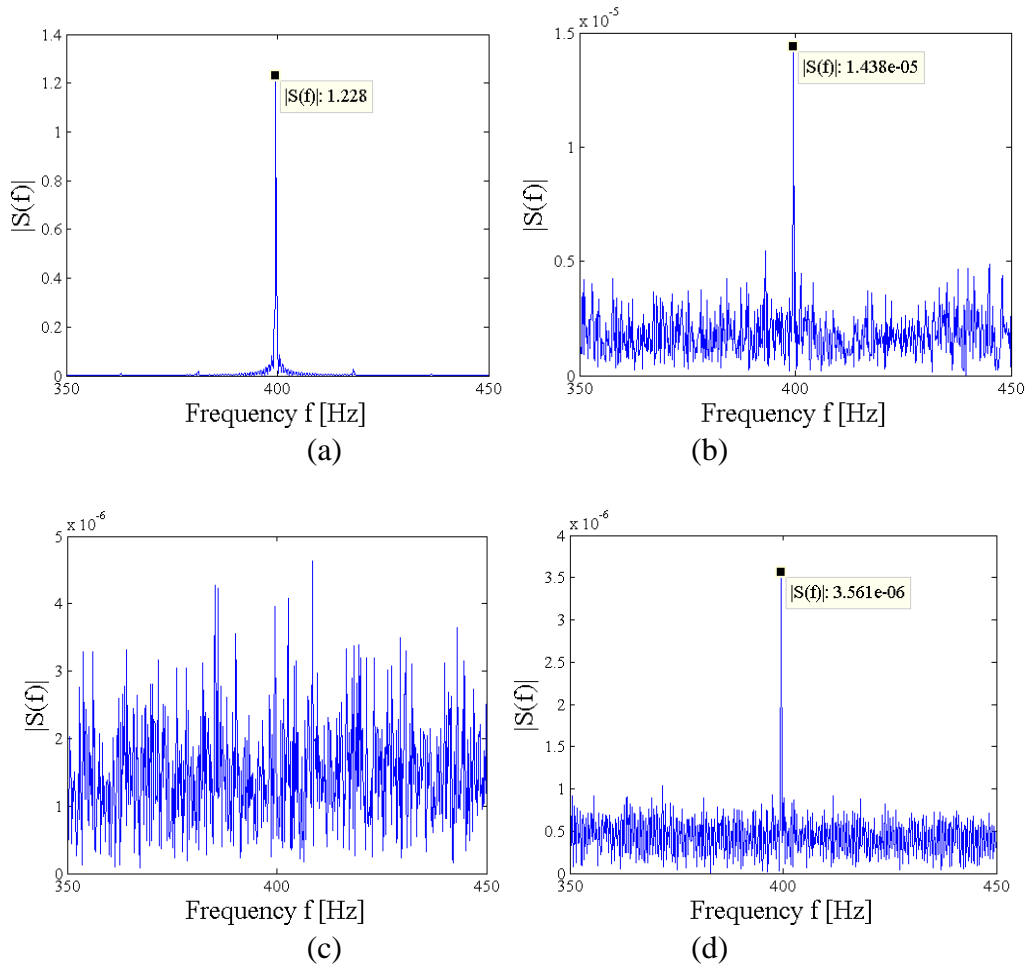 1.4
1.2
1
0.8
0.6
0.4
0.2
0
350 400 450
|S(f)|
|S(f)|: 1.228
Frequency f [Hz]
(a)
x 10^-5
1.5
1
0.5
0
350 400 450
|S(f)|
|S(f)|: 1.438e-05
Frequency f [Hz]
(b)
x 10^-6
5
4
3
2
1
0
350 400 450
|S(f)|
Frequency f [Hz]
(c)
x 10^-6
4
3.5
3
2.5
2
1.5
1
0.5
0
350 400 450
|S(f)|
|S(f)|: 3.561e-06
Frequency f [Hz]
(d)